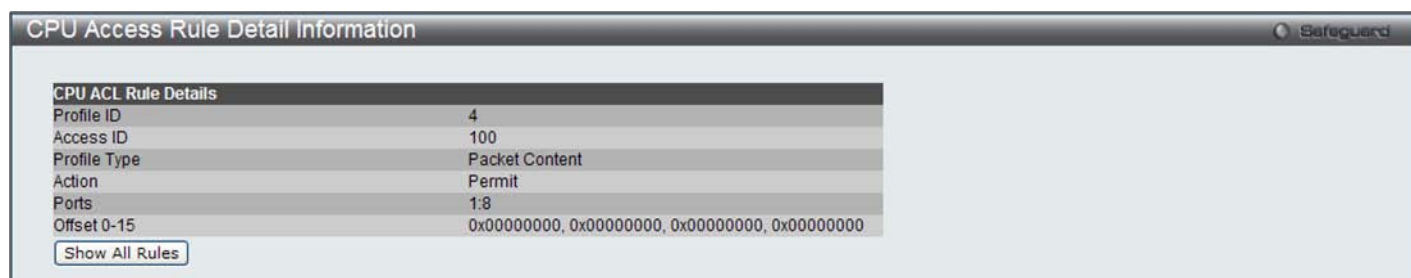 CPU Access Rule Detail Information
Safeguard
CPU ACL Rule Details
Profile ID 4
Access ID 100
Profile Type Packet Content
Action Permit
Ports 1:8
Offset 0-15 0x00000000, 0x00000000, 0x00000000, 0x00000000
Show All Rules